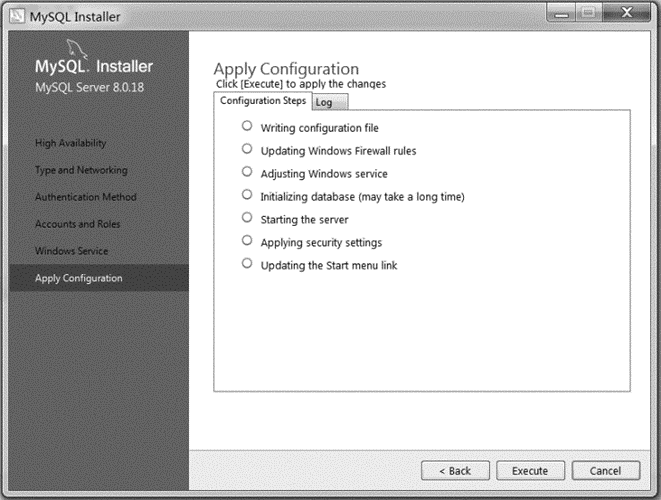 MySQL Installer
MySQL. Installer
MySQL Server 8.0.18
High Availability
Type and Networking
Authentication Method
Accounts and Roles
Windows Service
Apply Configuration
Apply Configuration
Click [Execute] to apply the changes
Configuration Steps
Log
Writing configuration file
Updating Windows Firewall rules
Adjusting Windows service
Initializing database (may take a long time)
Starting the server
Applying security settings
Updating the Start menu link
< Back
Execute
Cancel